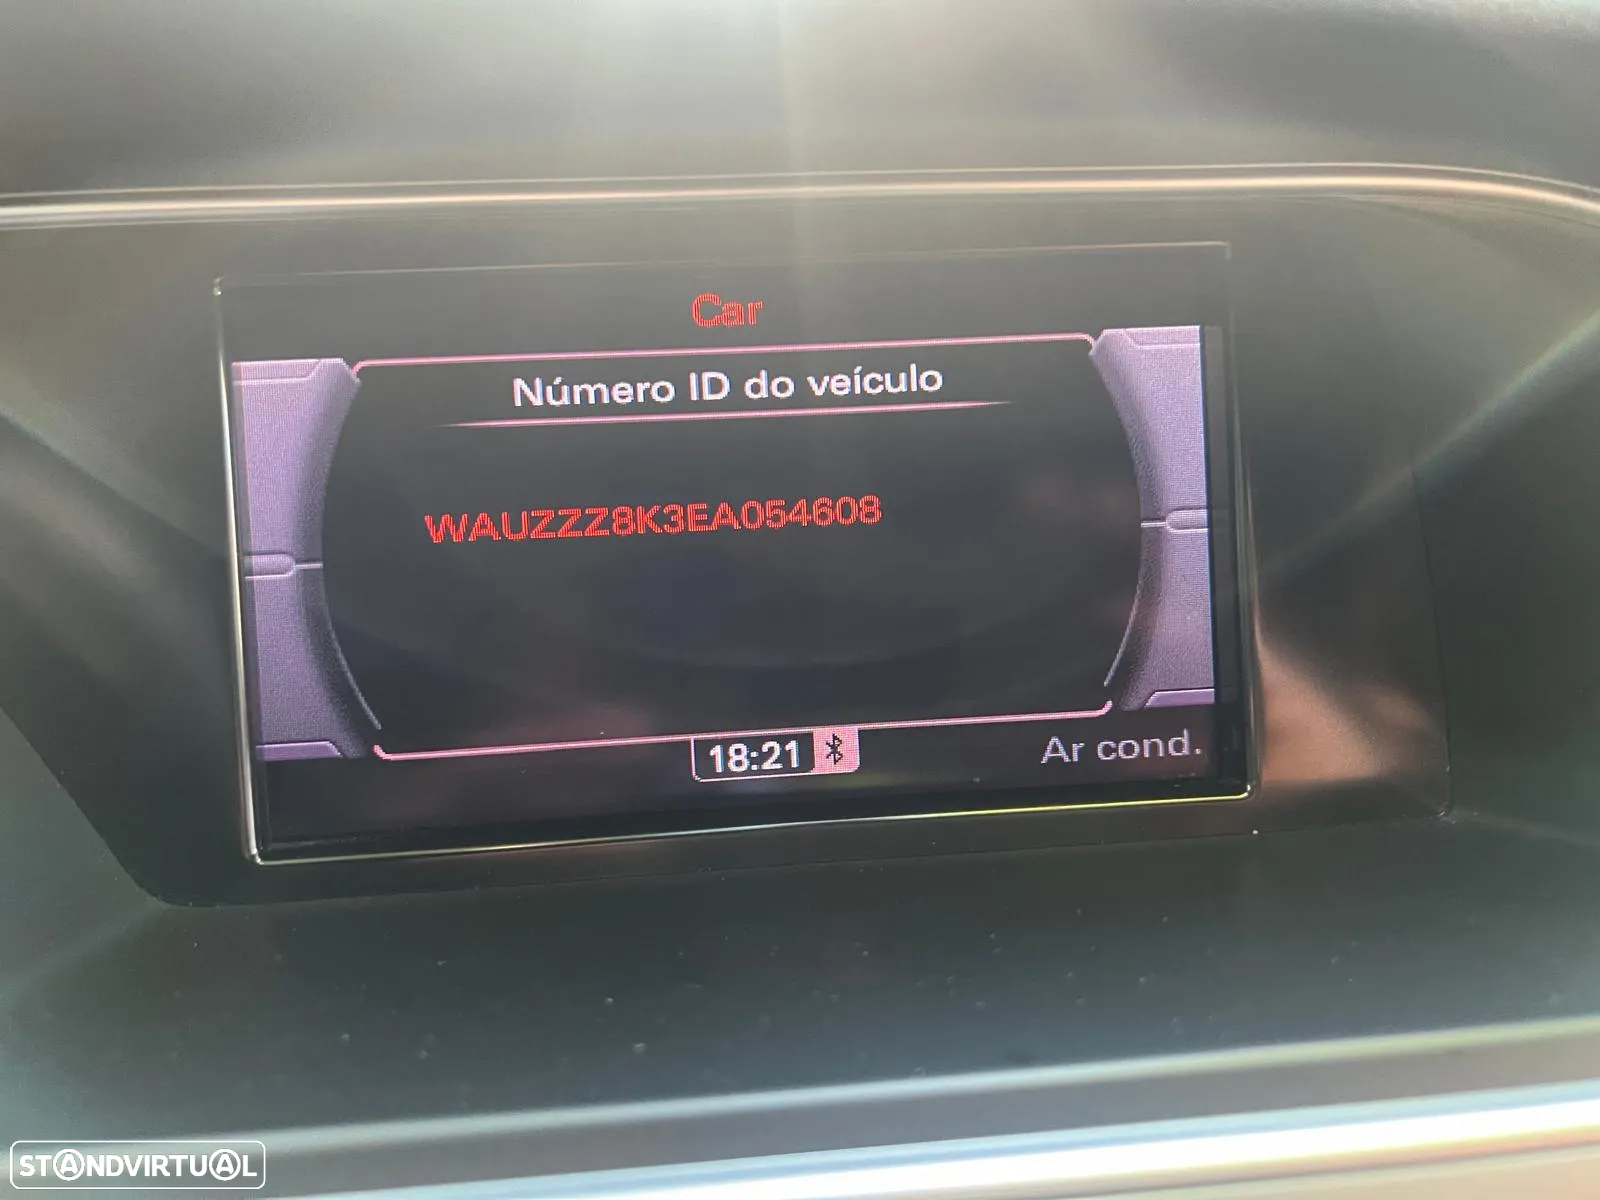 Car
Número ID do veículo
WAUZZZ8K3EA054608
18:21
Ar cond.
STANDVIRTUAL